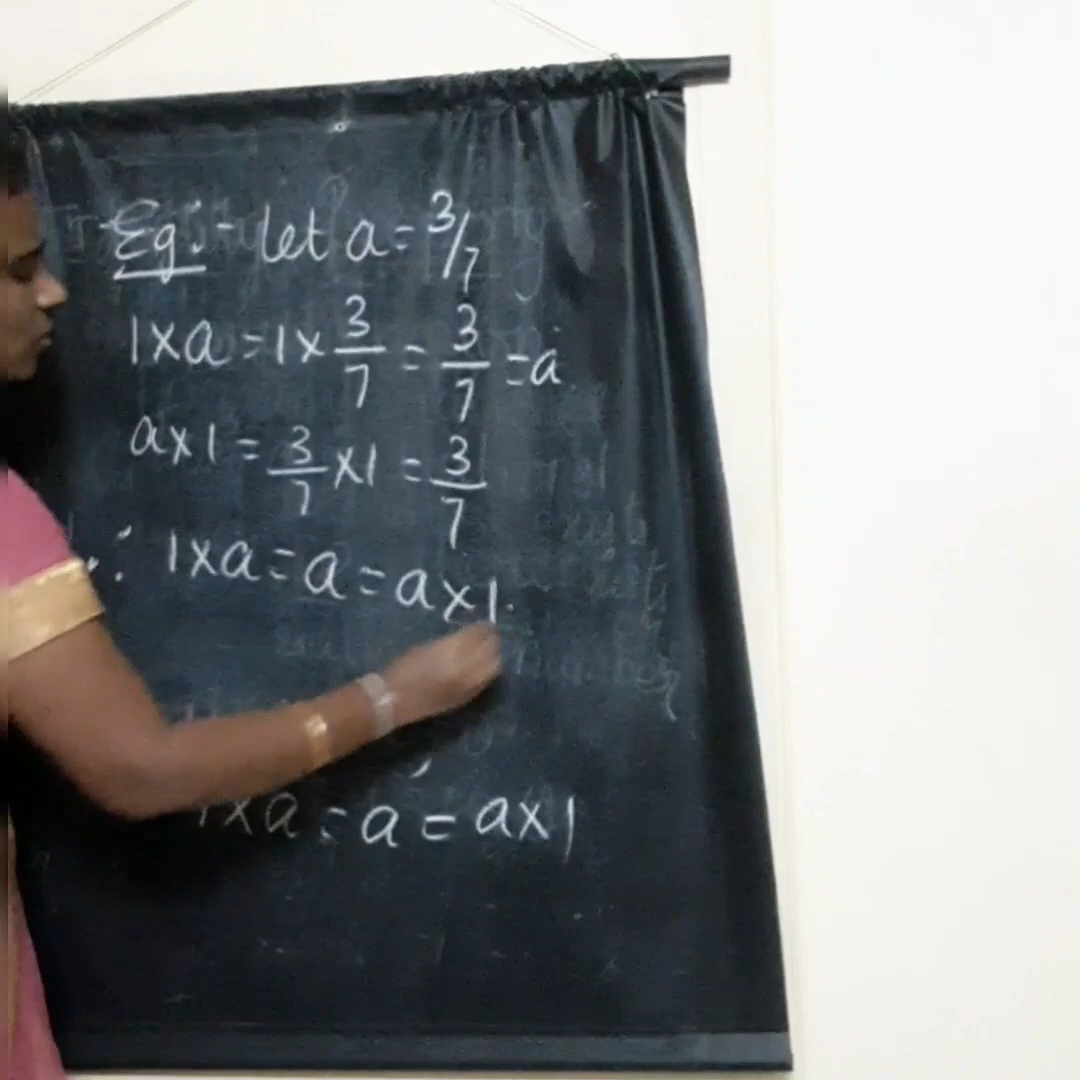 Eg:- let a = 3/7
1×a = 1× 3/7 = 3/7 = a
a×1 = 3/7 ×1 = 3/7
∴ 1×a = a = a×1.
1×a = a = a×1